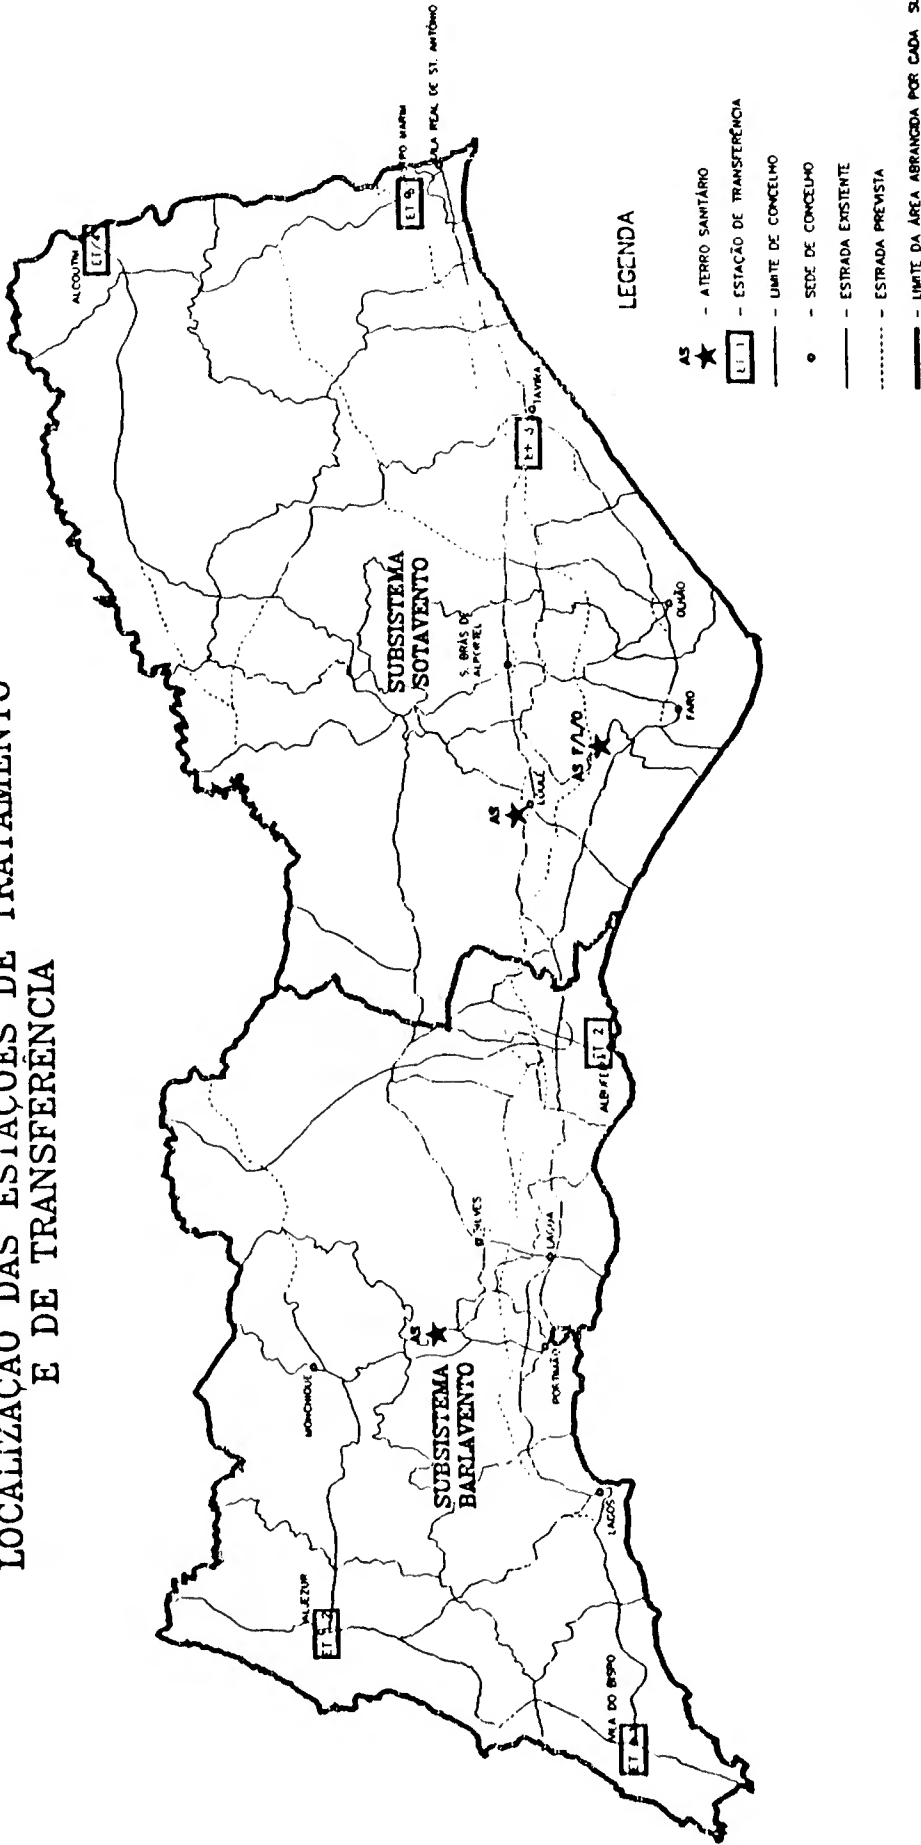 LOCALIZAÇÃO DAS ESTAÇÕES DE TRATAMENTO
E DE TRANSFERÊNCIA
ALCOUTIM
MARIM
REAL DE ST. ANTÓNIO
TAVIRA
SUBSISTEMA
SOTAVENTO
S. BRÁS DE
ALPORTEL
OLHÃO
FARO
AS F/L/O
AS
LOULÉ
ET 2
SILVES
LAGOA
AS
PORTIMÃO
MONCHIQUE
SUBSISTEMA
BARLAVENTO
LAGOS
ALJEZUR
VILA DO BISPO
LEGENDA
AS - ATERRO SANITÁRIO
- ESTAÇÃO DE TRANSFERÊNCIA
- LIMITE DE CONCELHO
- SEDE DE CONCELHO
- ESTRADA EXISTENTE
- ESTRADA PREVISTA
- LIMITE DA ÁREA ABRANGIDA POR CADA